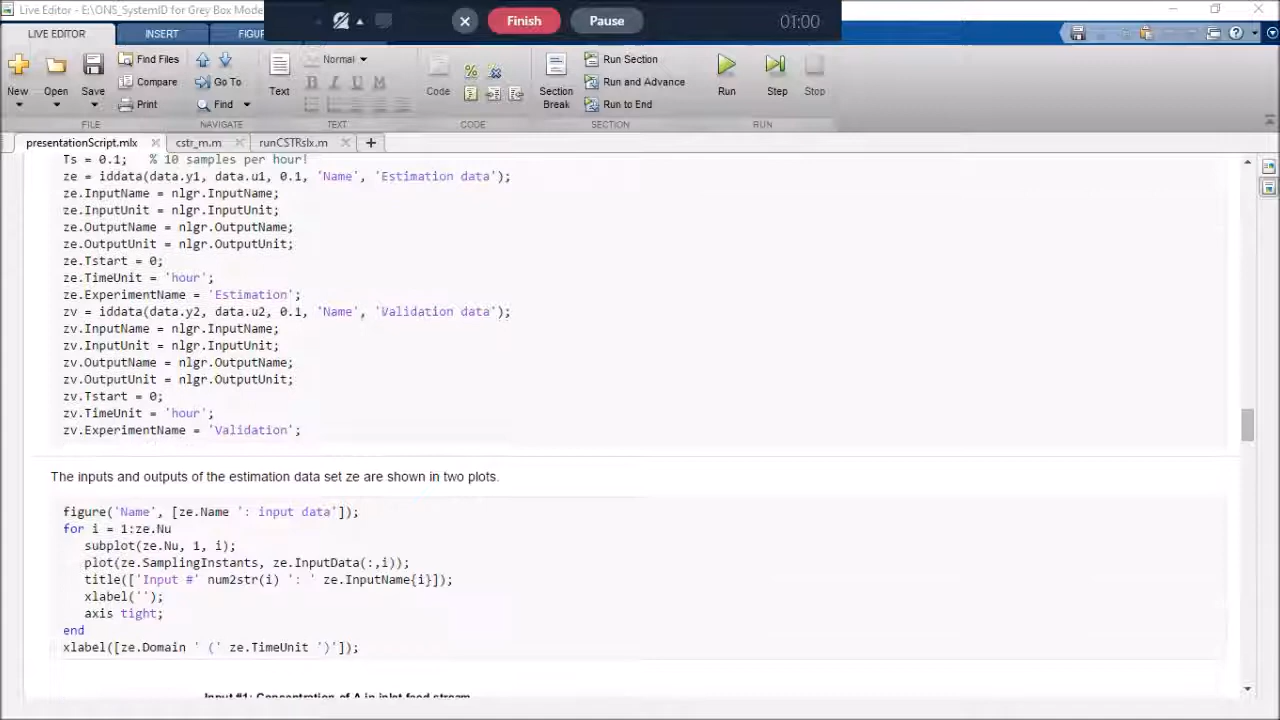 Live Editor - E:\ONS_SystemID for Grey Box Mode
Finish
Pause
01:00
LIVE EDITOR
INSERT
FIGU
New
Open
Save
Find Files
Compare
Print
Go To
Find
Text
Normal
B I U M
Code
Section Break
Run Section
Run and Advance
Run to End
Run
Step
Stop
FILE
NAVIGATE
TEXT
CODE
SECTION
RUN
presentationScript.mlx
cstr_m.m
runCSTRslx.m
Ts = 0.1;   % 10 samples per hour!
ze = iddata(data.y1, data.u1, 0.1, 'Name', 'Estimation data');
ze.InputName = nlgr.InputName;
ze.InputUnit = nlgr.InputUnit;
ze.OutputName = nlgr.OutputName;
ze.OutputUnit = nlgr.OutputUnit;
ze.Tstart = 0;
ze.TimeUnit = 'hour';
ze.ExperimentName = 'Estimation';
zv = iddata(data.y2, data.u2, 0.1, 'Name', 'Validation data');
zv.InputName = nlgr.InputName;
zv.InputUnit = nlgr.InputUnit;
zv.OutputName = nlgr.OutputName;
zv.OutputUnit = nlgr.OutputUnit;
zv.Tstart = 0;
zv.TimeUnit = 'hour';
zv.ExperimentName = 'Validation';
The inputs and outputs of the estimation data set ze are shown in two plots.
figure('Name', [ze.Name ': input data']);
for i = 1:ze.Nu
subplot(ze.Nu, 1, i);
plot(ze.SamplingInstants, ze.InputData(:,i));
title(['Input #' num2str(i) ': ' ze.InputName{i}]);
xlabel('');
axis tight;
end
xlabel([ze.Domain ' (' ze.TimeUnit ')']);
Input #1: Concentration of A in inlet feed stream